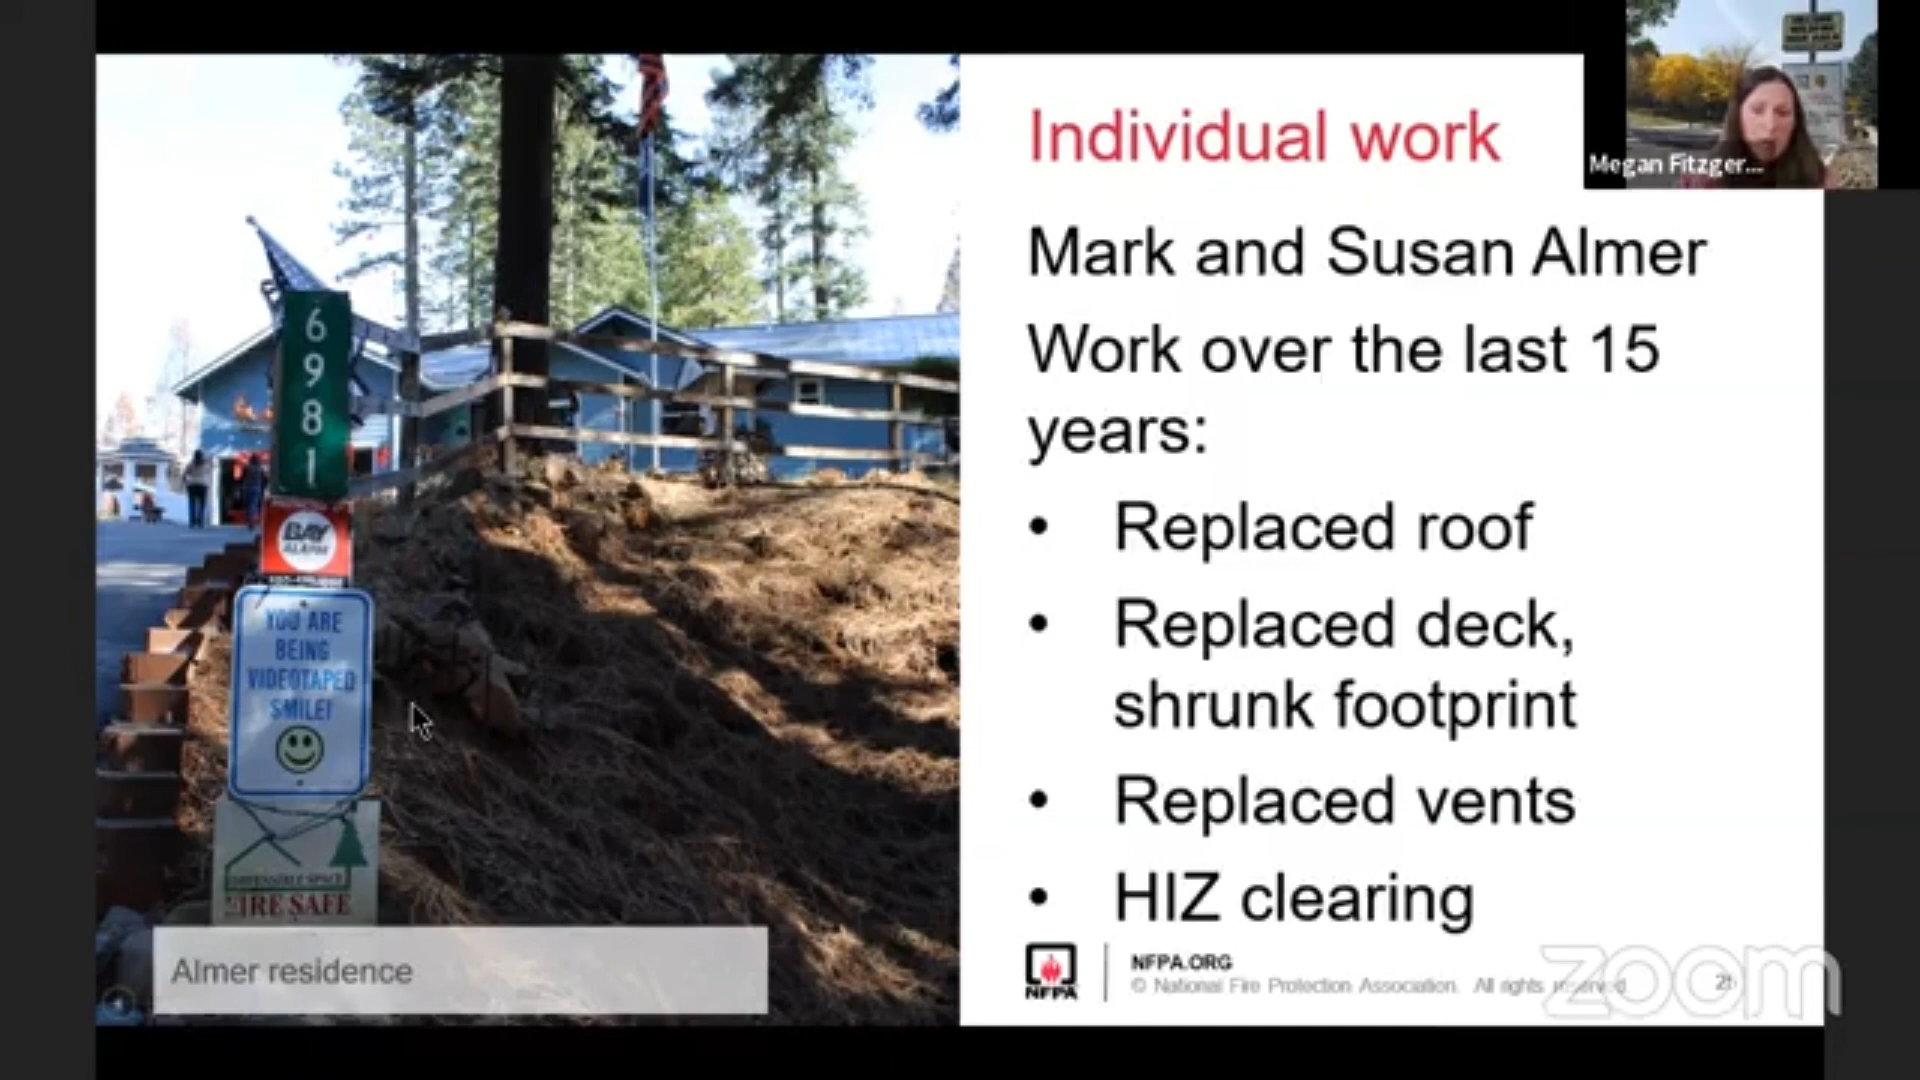 Individual work
Megan Fitzger...
Mark and Susan Almer
Work over the last 15
years:
• Replaced roof
• Replaced deck,
shrunk footprint
• Replaced vents
• HIZ clearing
NFPA
NFPA.ORG
© National Fire Protection Association. All rights reserved
zoom
6
9
8
1
BAY
ALARM
YOU ARE
BEING
VIDEOTAPED
SMILE!
FIRE SAFE
Almer residence